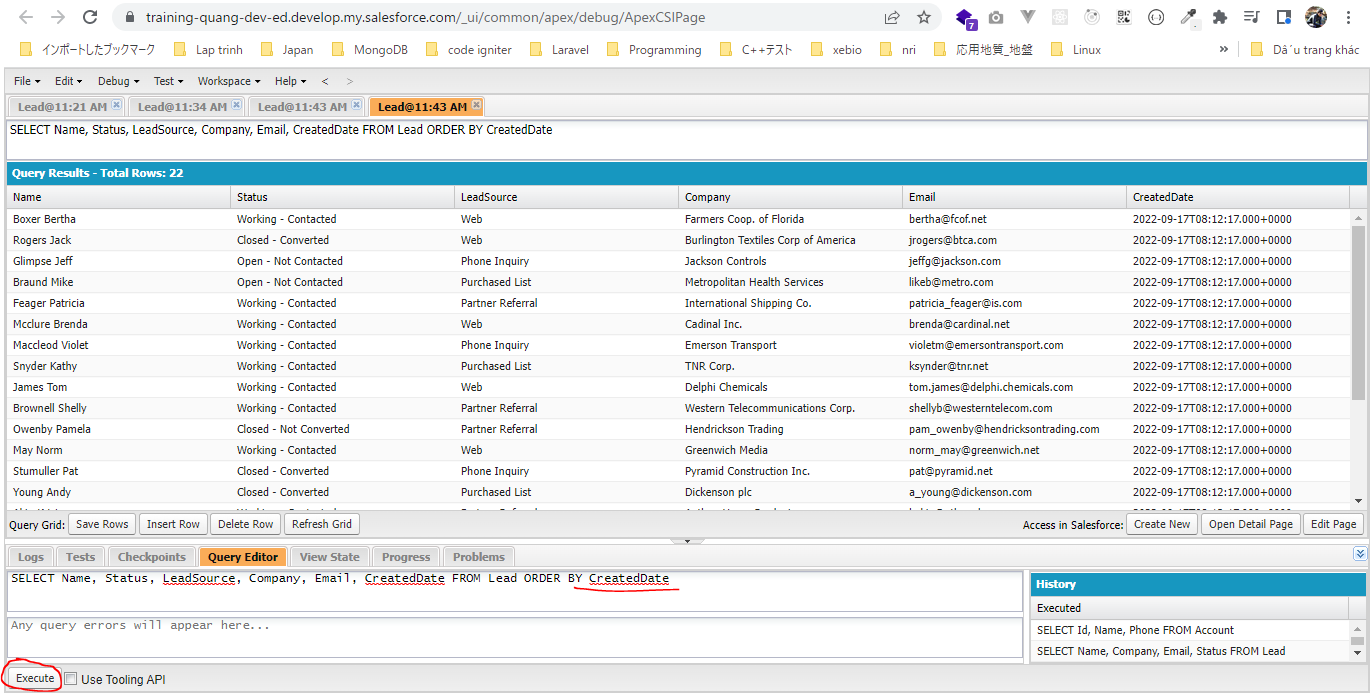 training-quang-dev-ed.develop.my.salesforce.com/_ui/common/apex/debug/ApexCSIPage
7
インポートしたブックマーク Lap trinh Japan MongoDB code igniter Laravel Programming C++テスト xebio nri 応用地質_地盤 Linux » Dấu trang khác
File Edit Debug Test Workspace Help < >
Lead@11:21 AM Lead@11:34 AM Lead@11:43 AM Lead@11:43 AM
SELECT Name, Status, LeadSource, Company, Email, CreatedDate FROM Lead ORDER BY CreatedDate
Query Results - Total Rows: 22
Name Status LeadSource Company Email CreatedDate
Boxer Bertha Working - Contacted Web Farmers Coop. of Florida bertha@fcof.net 2022-09-17T08:12:17.000+0000
Rogers Jack Closed - Converted Web Burlington Textiles Corp of America jrogers@btca.com 2022-09-17T08:12:17.000+0000
Glimpse Jeff Open - Not Contacted Phone Inquiry Jackson Controls jeffg@jackson.com 2022-09-17T08:12:17.000+0000
Braund Mike Open - Not Contacted Purchased List Metropolitan Health Services likeb@metro.com 2022-09-17T08:12:17.000+0000
Feager Patricia Working - Contacted Partner Referral International Shipping Co. patricia_feager@is.com 2022-09-17T08:12:17.000+0000
Mcclure Brenda Working - Contacted Web Cadinal Inc. brenda@cardinal.net 2022-09-17T08:12:17.000+0000
Maccleod Violet Working - Contacted Phone Inquiry Emerson Transport violetm@emersontransport.com 2022-09-17T08:12:17.000+0000
Snyder Kathy Working - Contacted Purchased List TNR Corp. ksynder@tnr.net 2022-09-17T08:12:17.000+0000
James Tom Working - Contacted Web Delphi Chemicals tom.james@delphi.chemicals.com 2022-09-17T08:12:17.000+0000
Brownell Shelly Working - Contacted Partner Referral Western Telecommunications Corp. shellyb@westerntelecom.com 2022-09-17T08:12:17.000+0000
Owenby Pamela Closed - Not Converted Partner Referral Hendrickson Trading pam_owenby@hendricksontrading.com 2022-09-17T08:12:17.000+0000
May Norm Working - Contacted Web Greenwich Media norm_may@greenwich.net 2022-09-17T08:12:17.000+0000
Stumuller Pat Closed - Converted Phone Inquiry Pyramid Construction Inc. pat@pyramid.net 2022-09-17T08:12:17.000+0000
Young Andy Closed - Converted Purchased List Dickenson plc a_young@dickenson.com 2022-09-17T08:12:17.000+0000
Query Grid: Save Rows Insert Row Delete Row Refresh Grid Access in Salesforce: Create New Open Detail Page Edit Page
Logs Tests Checkpoints Query Editor View State Progress Problems
SELECT Name, Status, LeadSource, Company, Email, CreatedDate FROM Lead ORDER BY CreatedDate
Any query errors will appear here...
History
Executed
SELECT Id, Name, Phone FROM Account
SELECT Name, Company, Email, Status FROM Lead
Execute Use Tooling API